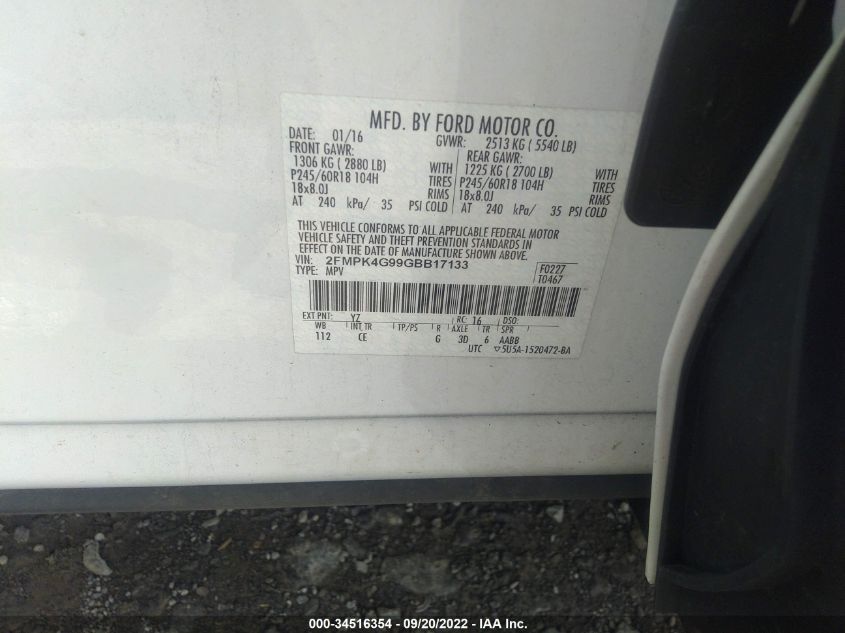 MFD. BY FORD MOTOR CO.
DATE: 01/16 GVWR: 2513 KG ( 5540 LB)
FRONT GAWR: REAR GAWR:
1306 KG ( 2880 LB) WITH 1225 KG ( 2700 LB) WITH
P245/60R18 104H TIRES P245/60R18 104H TIRES
18x8.0J RIMS 18x8.0J RIMS
AT 240 kPa/ 35 PSI COLD AT 240 kPa/ 35 PSI COLD
THIS VEHICLE CONFORMS TO ALL APPLICABLE FEDERAL MOTOR
VEHICLE SAFETY AND THEFT PREVENTION STANDARDS IN
EFFECT ON THE DATE OF MANUFACTURE SHOWN ABOVE.
VIN: 2FMPK4G99GBB17133 F0227
TYPE: MPV T0467
EXT PNT: YZ RC: 16 DSO:
WB INT TR TP/PS R AXLE TR SPR
112 CE G 3D 6 AABB
UTC ▽5U5A-1520472-BA
000-34516354 - 09/20/2022 - IAA Inc.